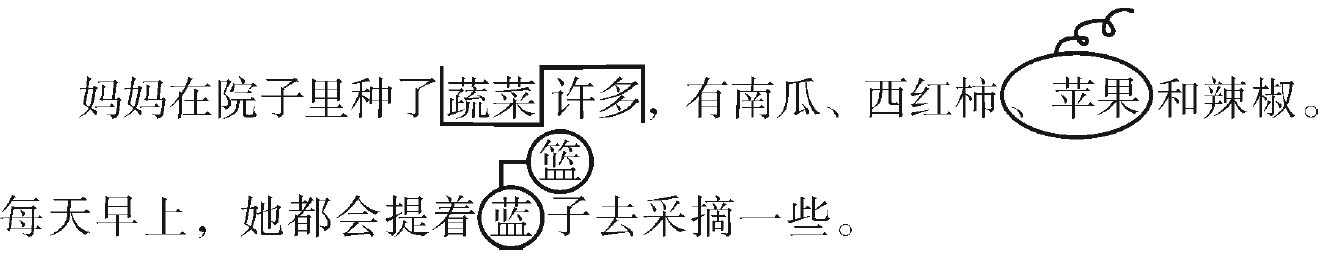 妈妈在院子里种了蔬菜许多，有南瓜、西红柿、苹果和辣椒。
篮
每天早上，她都会提着蓝子去采摘一些。